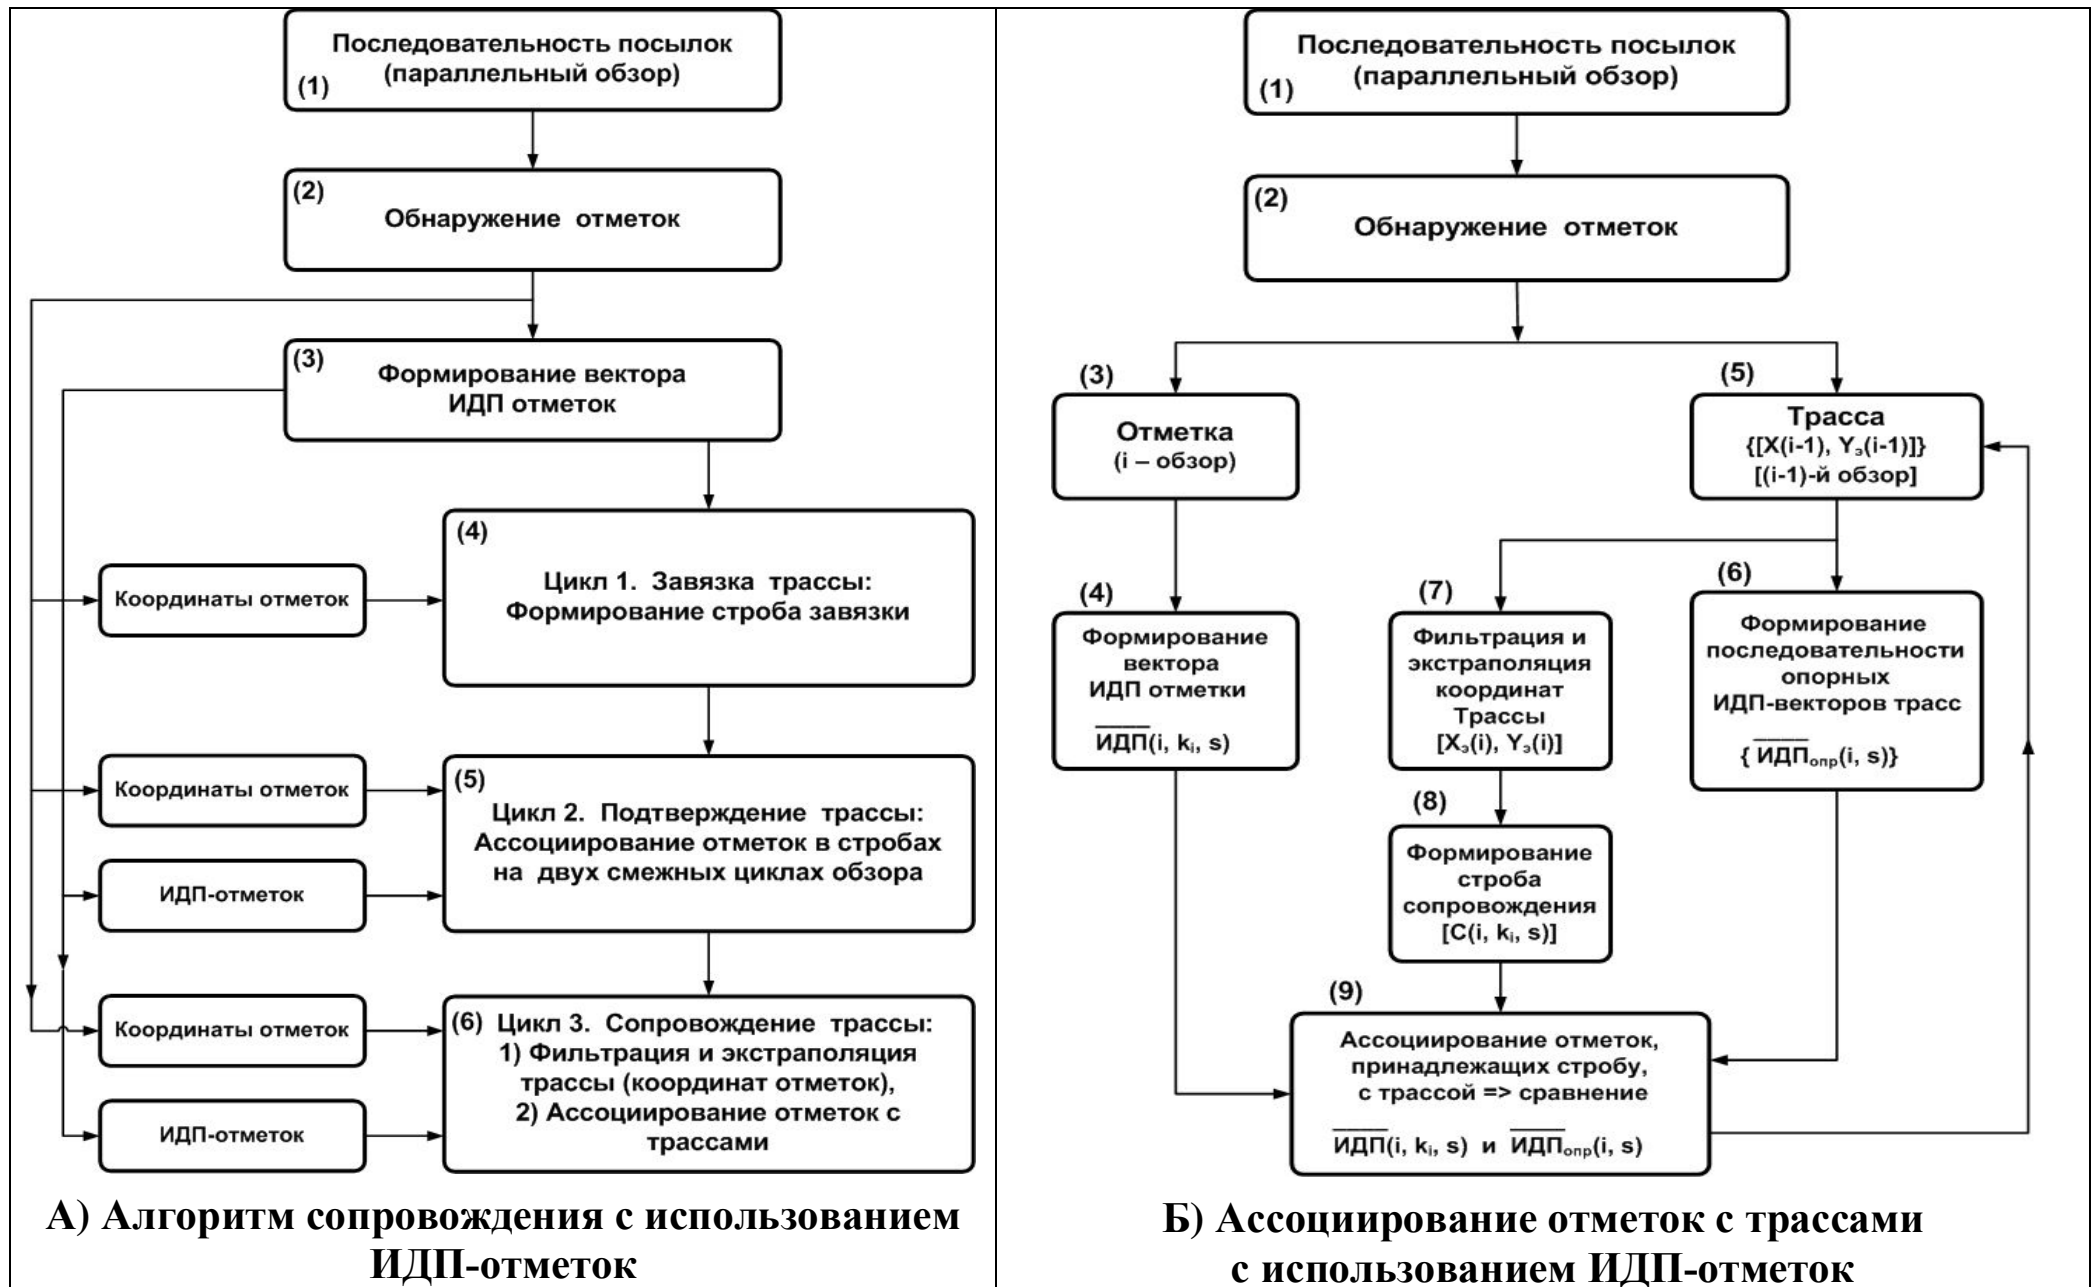 Последовательность посылок
(параллельный обзор)
(1)
(2)
Обнаружение отметок
(3)
Формирование вектора
ИДП отметок
(4)
Цикл 1. Завязка трассы:
Формирование строба завязки
Координаты отметок
(5)
Цикл 2. Подтверждение трассы:
Ассоциирование отметок в стробах
на двух смежных циклах обзора
Координаты отметок
ИДП-отметок
(6) Цикл 3. Сопровождение трассы:
1) Фильтрация и экстраполяция
трассы (координат отметок),
2) Ассоциирование отметок с
трассами
Координаты отметок
ИДП-отметок
А) Алгоритм сопровождения с использованием
ИДП-отметок
Последовательность посылок
(параллельный обзор)
(1)
(2)
Обнаружение отметок
(3)
Отметка
(i – обзор)
(5)
Трасса
{[X(i-1), Yэ(i-1)]}
[(i-1)-й обзор]
(4)
Формирование
вектора
ИДП отметки
ИДП(i, kᵢ, s)
(7)
Фильтрация и
экстраполяция
координат
Трассы
[Xэ(i), Yэ(i)]
(6)
Формирование
последовательности
опорных
ИДП-векторов трасс
{ ИДПопр(i, s)}
(8)
Формирование
строба
сопровождения
[C(i, kᵢ, s)]
(9)
Ассоциирование отметок,
принадлежащих стробу,
с трассой => сравнение
ИДП(i, kᵢ, s) и ИДПопр(i, s)
Б) Ассоциирование отметок с трассами
с использованием ИДП-отметок